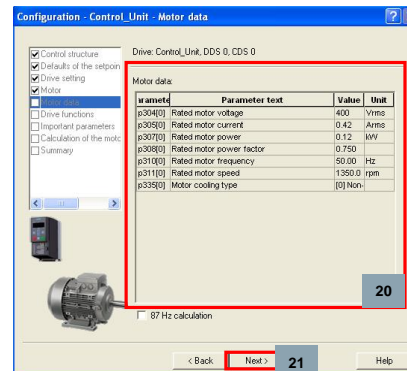 Configuration - Control_Unit - Motor data
?
Control structure
Defaults of the setpoin
Drive setting
Motor
Motor data
Drive functions
Important parameters
Calculation of the motc
Summary
Drive: Control_Unit, DDS 0, CDS 0
Motor data:
aramete Parameter text Value Unit
p304[0] Rated motor voltage 400 Vrms
p305[0] Rated motor current 0.42 Arms
p307[0] Rated motor power 0.12 kW
p308[0] Rated motor power factor 0.750
p310[0] Rated motor frequency 50.00 Hz
p311[0] Rated motor speed 1350.0 rpm
p335[0] Motor cooling type [0] Non-
20
87 Hz calculation
< Back Next > 21 Help